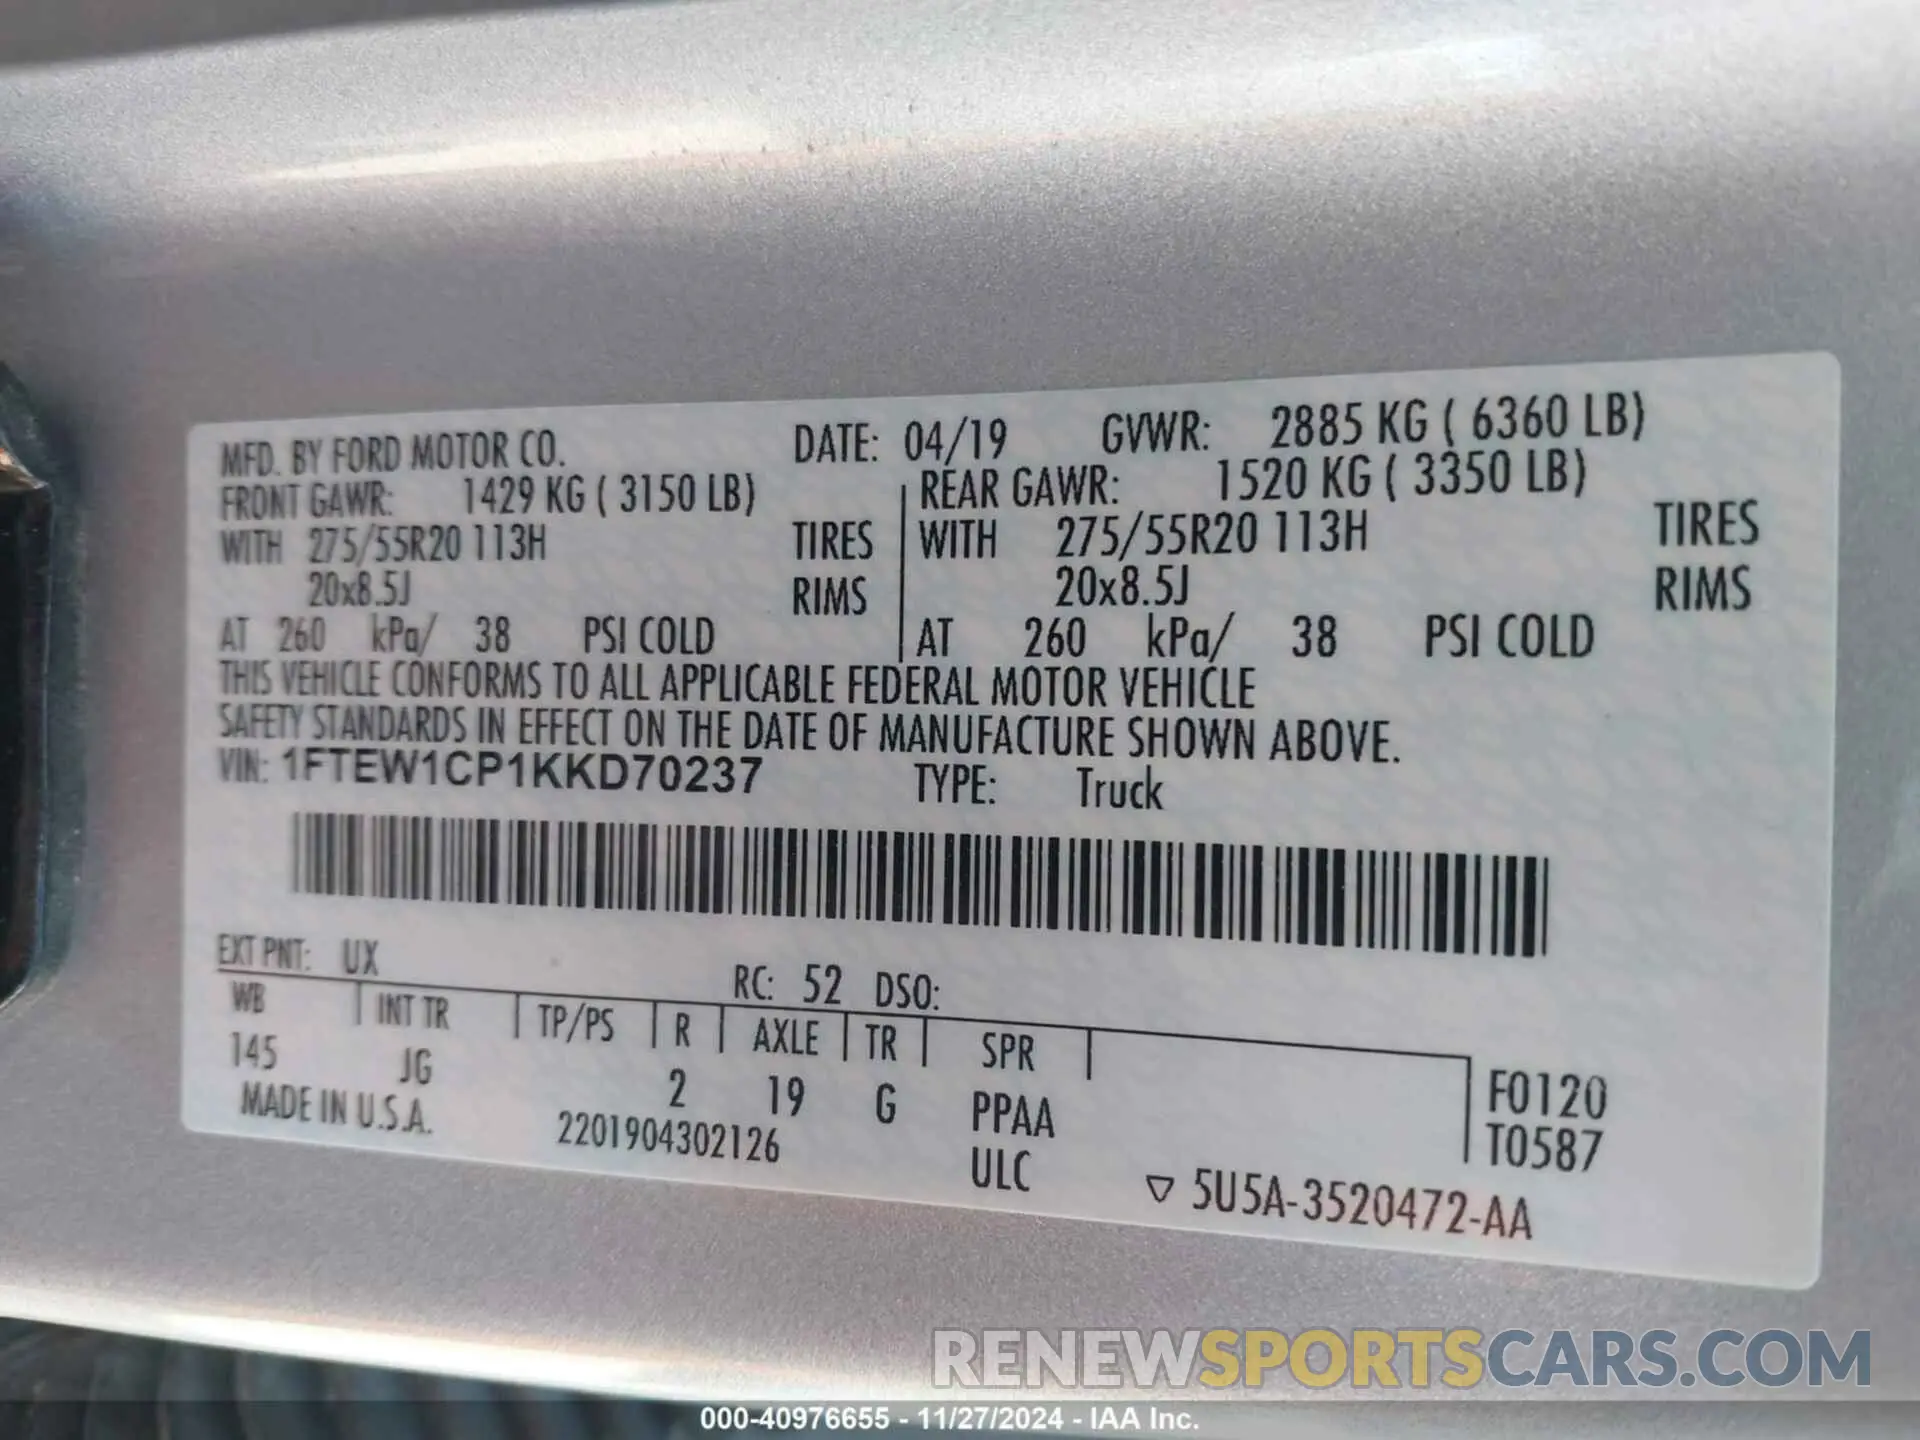 MFD. BY FORD MOTOR CO. DATE: 04/19 GVWR: 2885 KG ( 6360 LB)
FRONT GAWR: 1429 KG ( 3150 LB) REAR GAWR: 1520 KG ( 3350 LB)
WITH 275/55R20 113H TIRES WITH 275/55R20 113H TIRES
20x8.5J RIMS 20x8.5J RIMS
AT 260 kPa/ 38 PSI COLD AT 260 kPa/ 38 PSI COLD
THIS VEHICLE CONFORMS TO ALL APPLICABLE FEDERAL MOTOR VEHICLE
SAFETY STANDARDS IN EFFECT ON THE DATE OF MANUFACTURE SHOWN ABOVE.
VIN: 1FTEW1CP1KKD70237 TYPE: Truck
EXT PNT: UX RC: 52 DSO:
WB INT TR TP/PS R AXLE TR SPR
145 JG 2 19 G PPAA F0120
MADE IN U.S.A. 2201904302126 ULC T0587
▽ 5U5A-3520472-AA
RENEWSPORTSCARS.COM
000-40976655 - 11/27/2024 - IAA Inc.